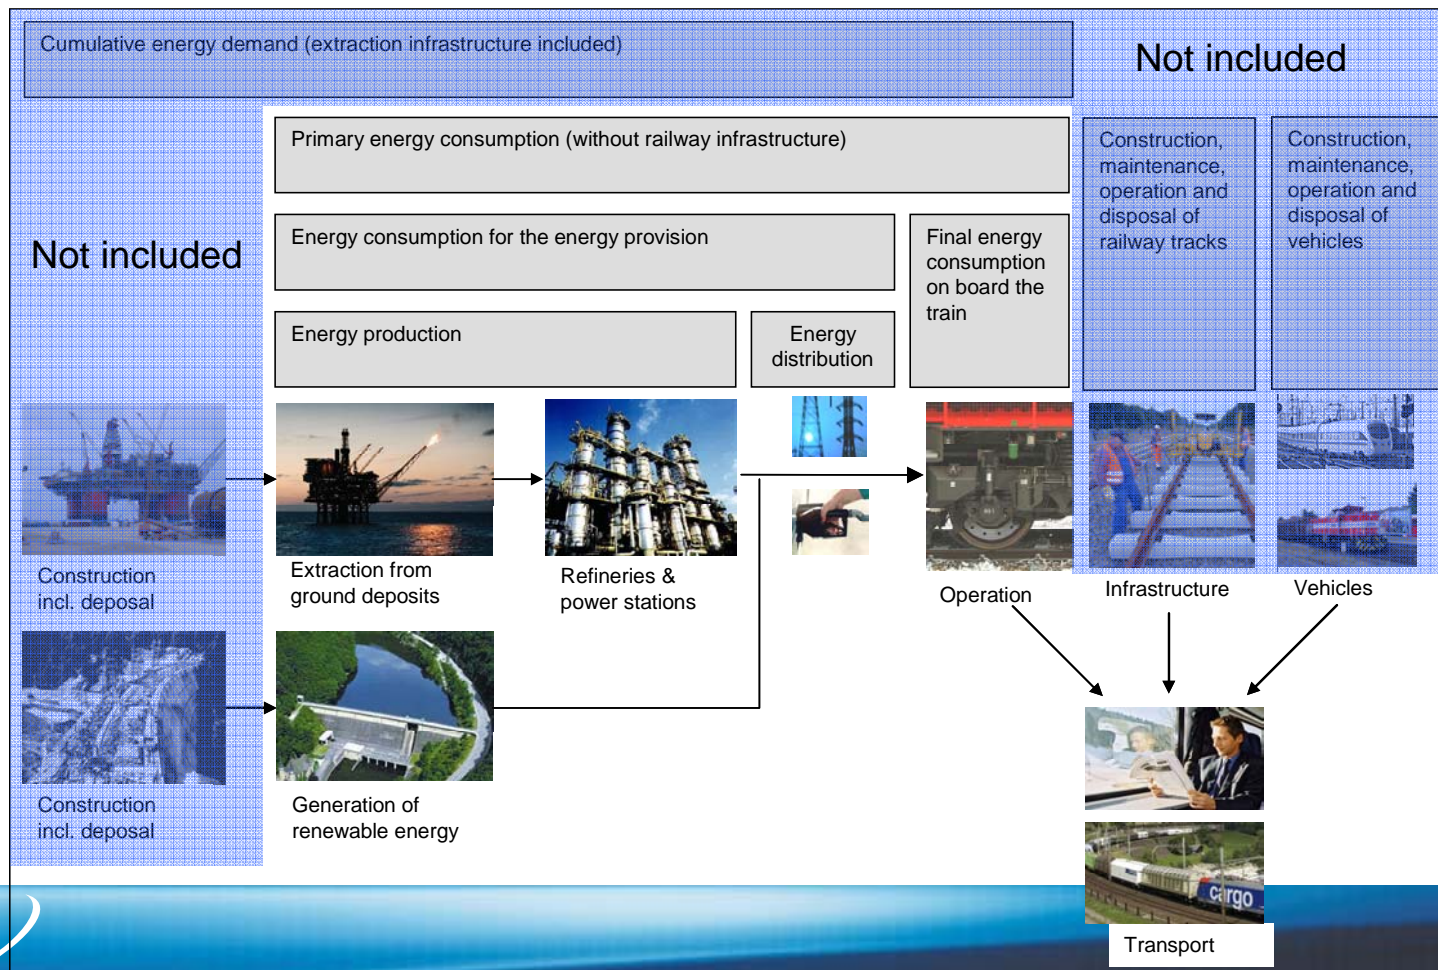 Cumulative energy demand (extraction infrastructure included)
Not included
Primary energy consumption (without railway infrastructure)
Construction,
maintenance,
operation and
disposal of
railway tracks
Construction,
maintenance,
operation and
disposal of
vehicles
Not included
Energy consumption for the energy provision
Final energy
consumption
on board the
train
Energy production
Energy
distribution
Construction
incl. deposal
Extraction from
ground deposits
Refineries &
power stations
Operation
Infrastructure
Vehicles
Construction
incl. deposal
Generation of
renewable energy
cargo
Transport